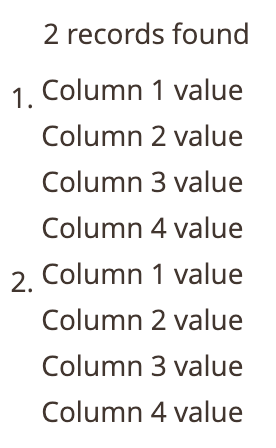 2 records found
1. Column 1 value
Column 2 value
Column 3 value
Column 4 value
2. Column 1 value
Column 2 value
Column 3 value
Column 4 value